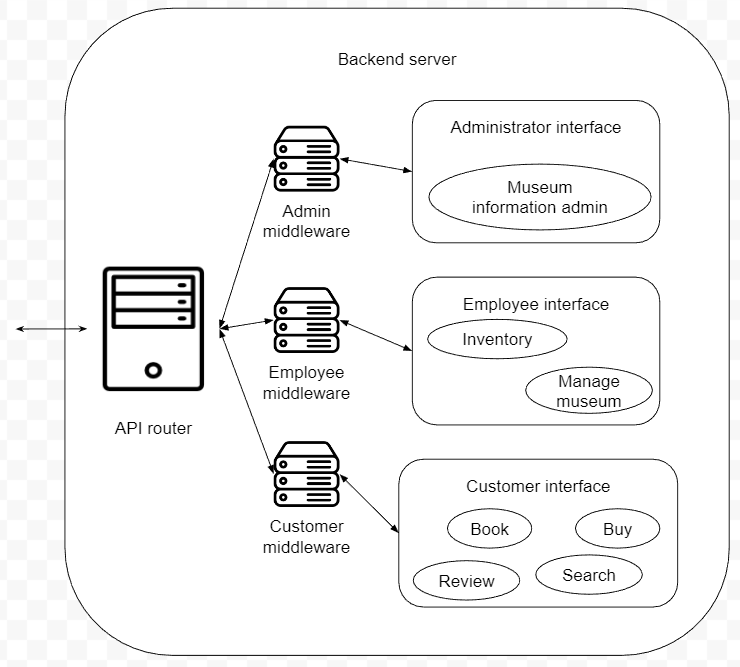 Backend server
Administrator interface
Museum
information admin
Admin
middleware
Employee interface
Inventory
Manage
museum
Employee
middleware
API router
Customer interface
Book
Buy
Review
Search
Customer
middleware